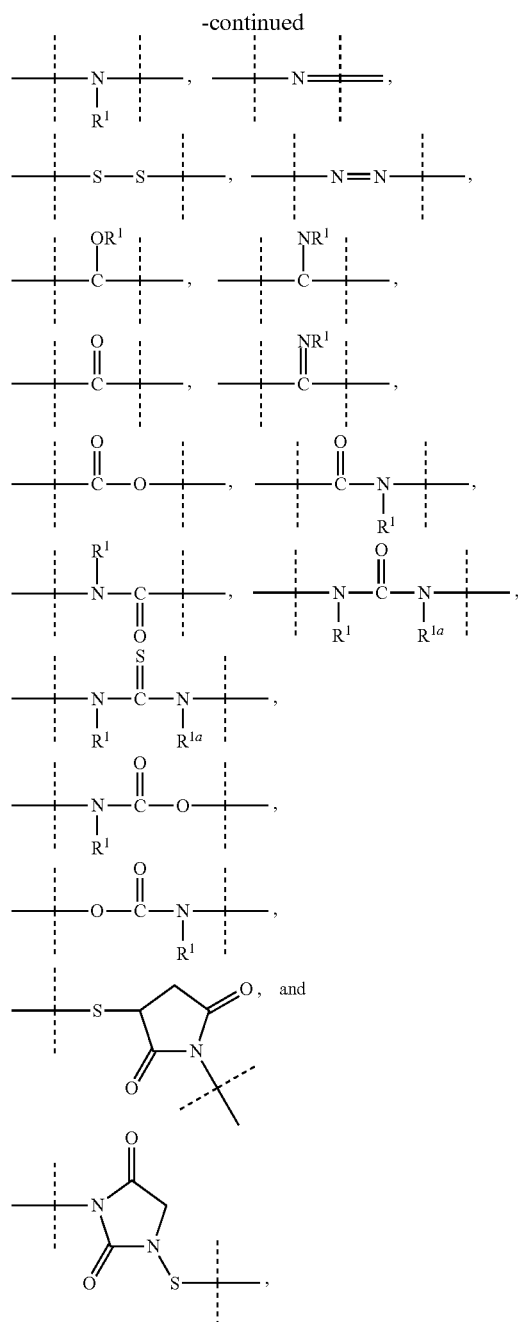 -continued
N
R¹
,
N
,
S S
,
N N
,
OR¹
C
,
NR¹
C
,
O
C
,
NR¹
C
,
O
C O
,
O
C N
R¹
,
R¹
N C
O
,
O
N C N
R¹ R¹ᵃ
,
S
N C N
R¹ R¹ᵃ
,
O
N C O
R¹
,
O
O C N
R¹
,
S O , and
N
O
O
N
N
O S
,